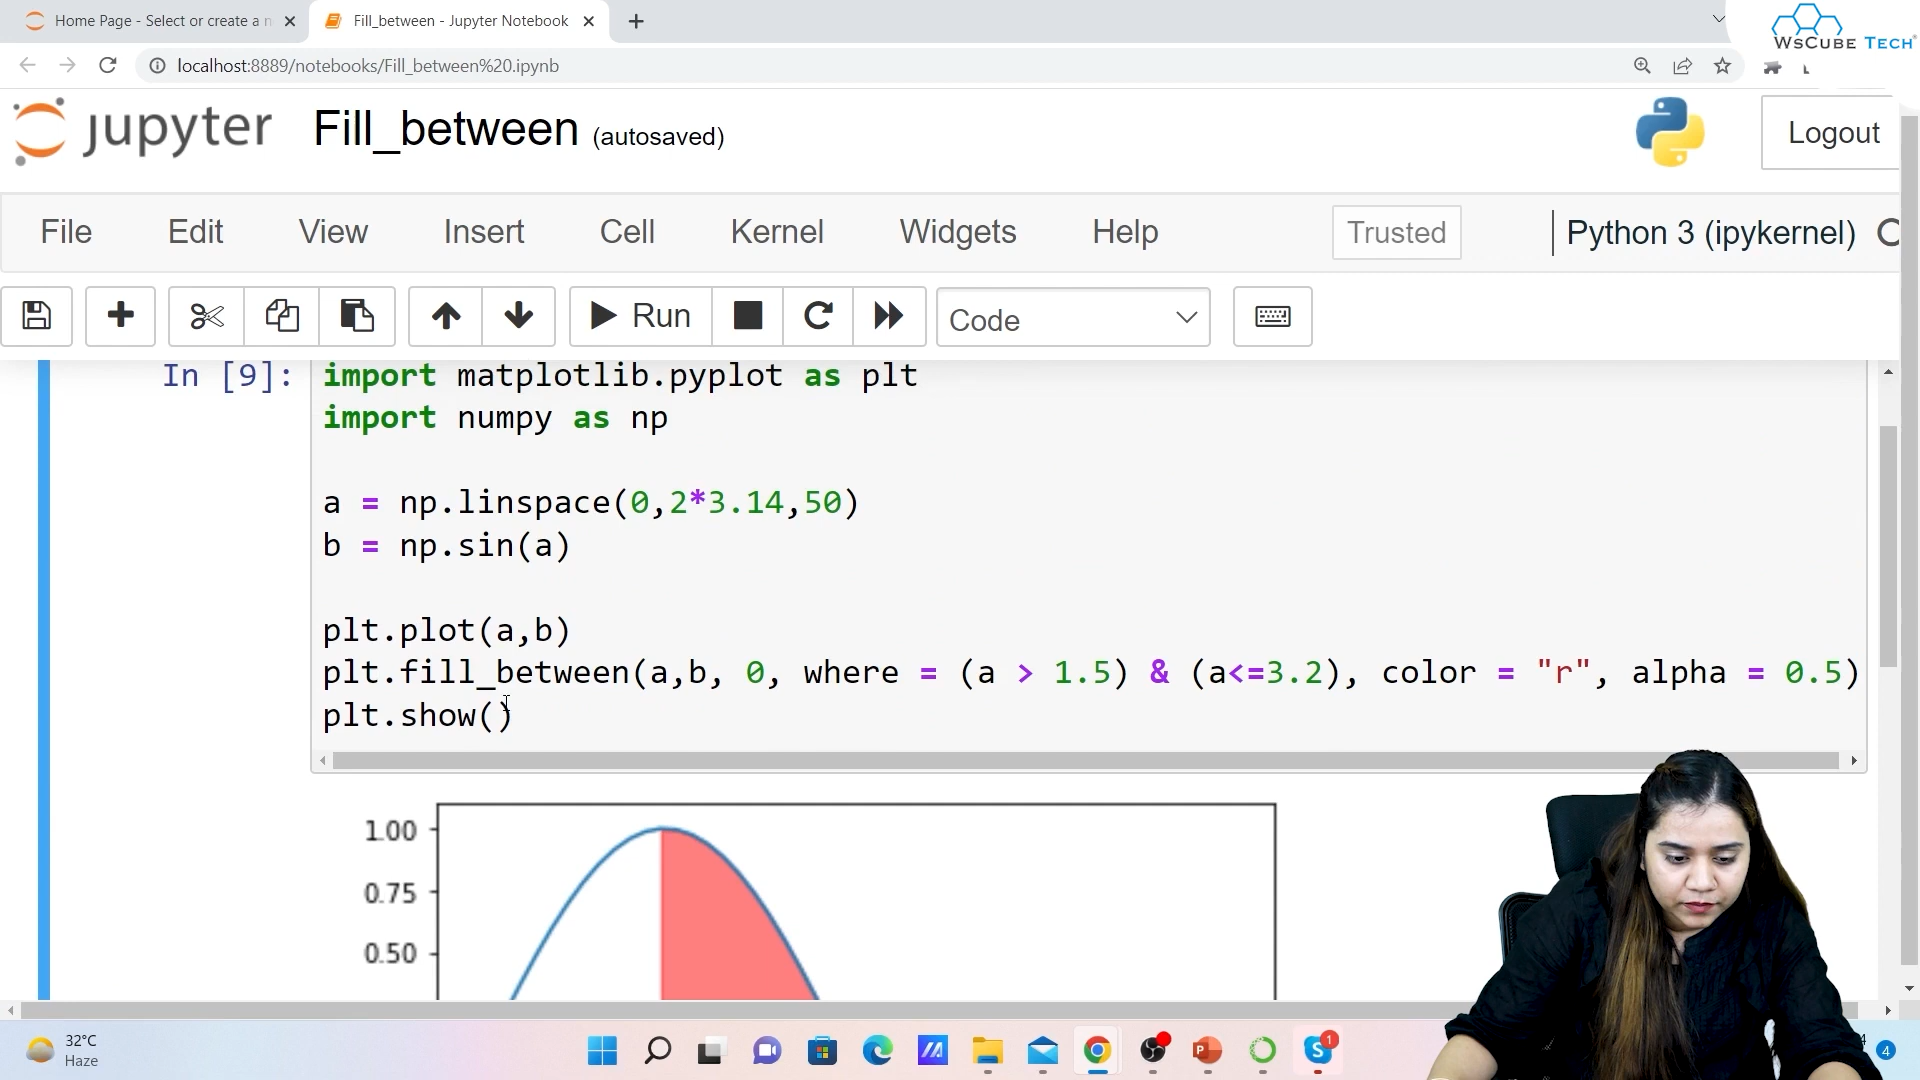 Home Page - Select or create a n
Fill_between - Jupyter Notebook
WsCube Tech
localhost:8889/notebooks/Fill_between%20.ipynb
jupyter Fill_between (autosaved)
Logout
File Edit View Insert Cell Kernel Widgets Help Trusted Python 3 (ipykernel)
Run Code
In [9]: import matplotlib.pyplot as plt
import numpy as np
a = np.linspace(0,2*3.14,50)
b = np.sin(a)
plt.plot(a,b)
plt.fill_between(a,b, 0, where = (a > 1.5) & (a<=3.2), color = "r", alpha = 0.5)
plt.show()
1.00
0.75
0.50
32°C
Haze
1
4
4